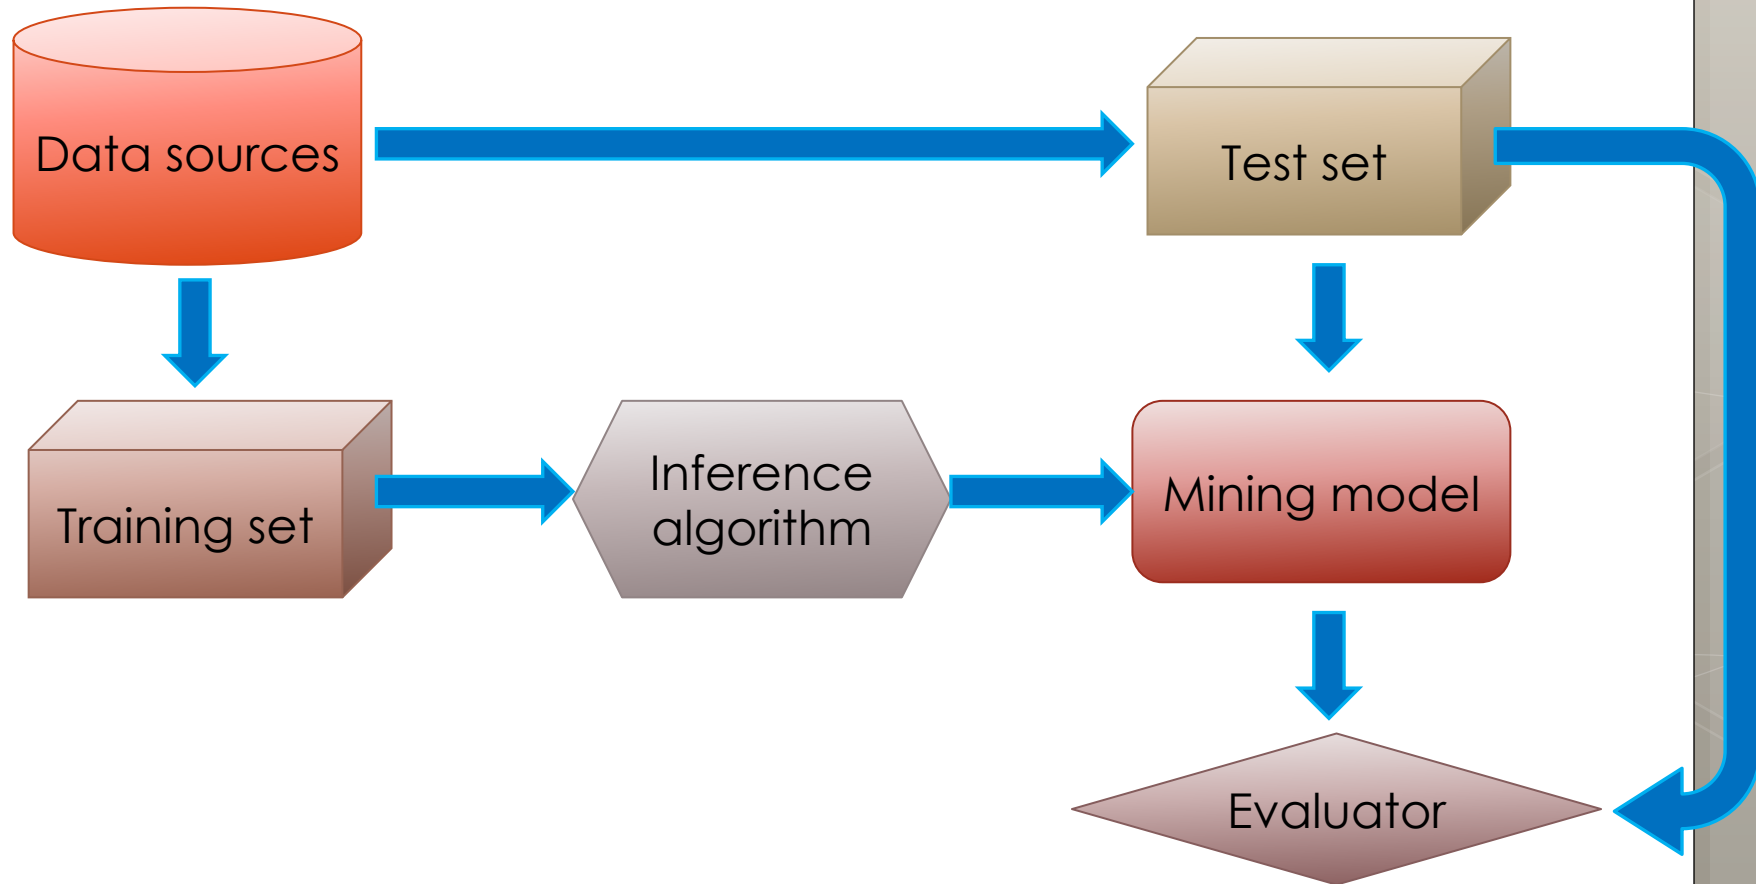 Data sources
Test set
Training set
Inference
algorithm
Mining model
Evaluator